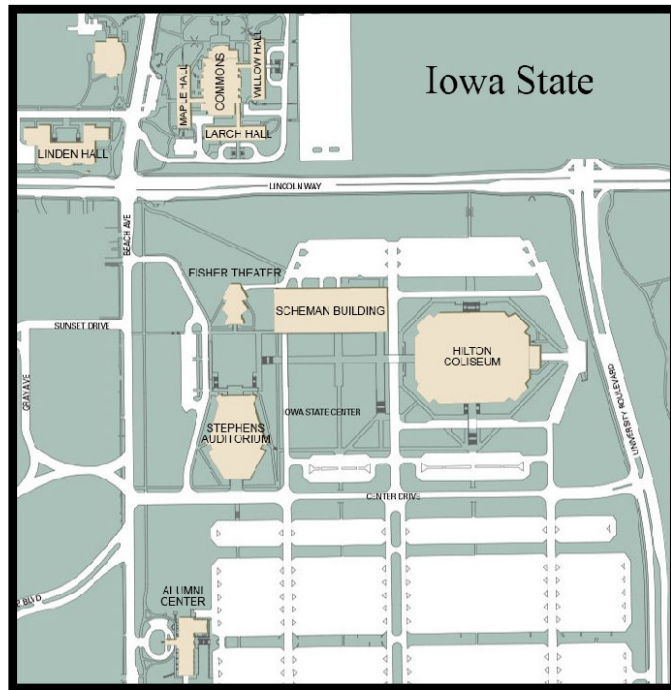 Iowa State
MAPLE HALL
COMMONS
WILLOW HALL
LARCH HALL
LINDEN HALL
LINCOLN WAY
BEACH AVE
FISHER THEATER
SCHEMAN BUILDING
SUNSET DRIVE
HILTON
COLISEUM
GRAY AVE
UNIVERSITY BOULEVARD
IOWA STATE CENTER
STEPHENS
AUDITORIUM
CENTER DRIVE
ALUMNI
CENTER
BLVD